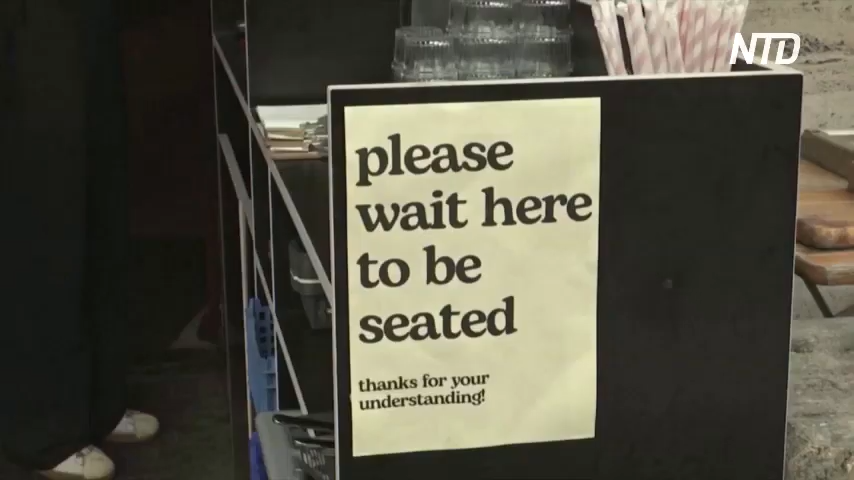 NTD
please
wait here
to be
seated
thanks for your
understanding!